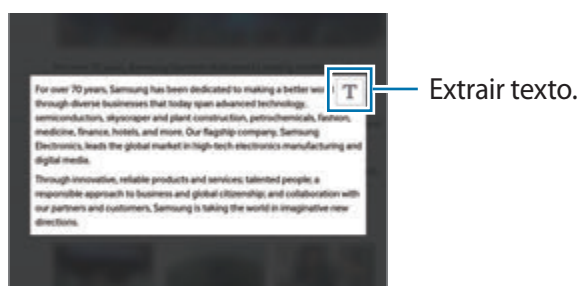 For over 70 years, Samsung has been dedicated to making a better
through diverse businesses that today span advanced technology,
semiconductors, skyscraper and plant construction, petrochemicals, fashion,
medicine, finance, hotels, and more. Our flagship company, Samsung
Electronics, leads the global market in high-tech electronics manufacturing and
digital media.
Through innovative, reliable products and services; talented people; a
responsible approach to business and global citizenship; and collaboration with
our partners and customers, Samsung is taking the world in imaginative new
directions.
T
Extrair texto.